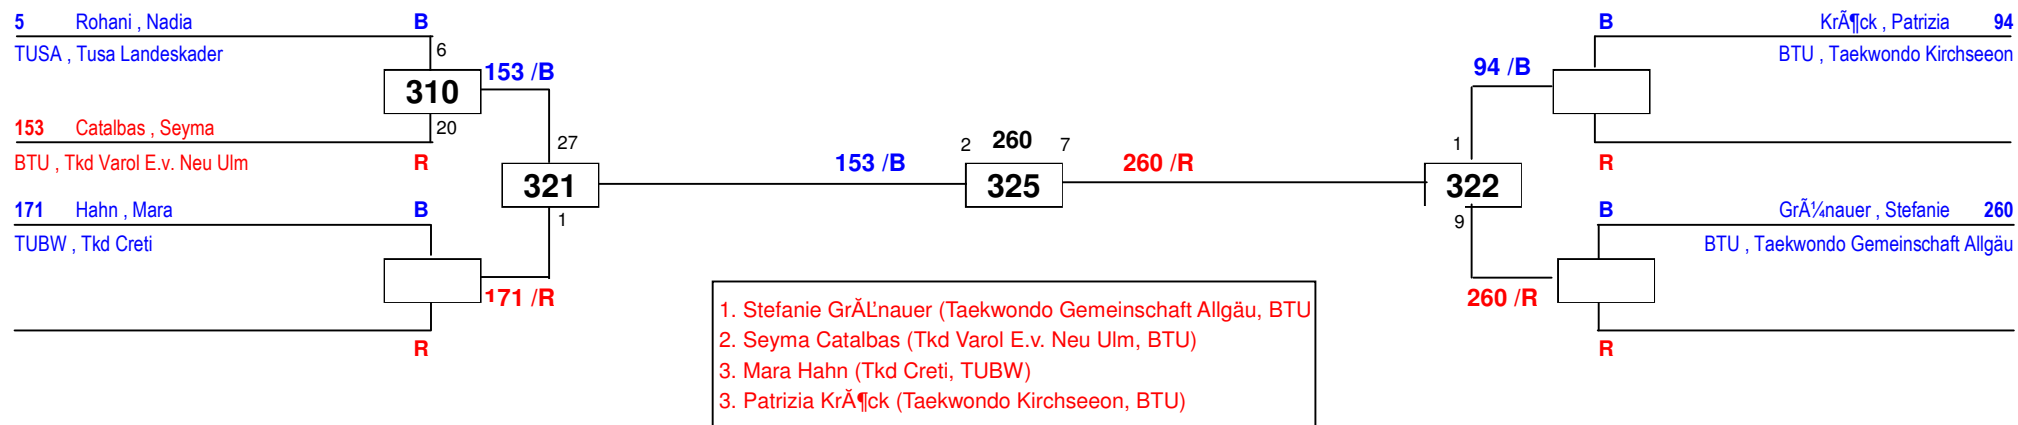 5 Rohani , Nadia B
TUSA , Tusa Landeskader
6
153 /B
310
153 Catalbas , Seyma
20
BTU , Tkd Varol E.v. Neu Ulm R
27
321
171 Hahn , Mara B
TUBW , Tkd Creti
1
171 /R
R
153 /B
2 260 7
325
260 /R
B KrÃ¶ck , Patrizia 94
BTU , Taekwondo Kirchseeon
94 /B
R
1
322
9
B GrÃ¼nauer , Stefanie 260
BTU , Taekwondo Gemeinschaft Allgäu
260 /R
R
1. Stefanie GrĂĽnauer (Taekwondo Gemeinschaft Allgäu, BTU
2. Seyma Catalbas (Tkd Varol E.v. Neu Ulm, BTU)
3. Mara Hahn (Tkd Creti, TUBW)
3. Patrizia KrĂ¶ck (Taekwondo Kirchseeon, BTU)